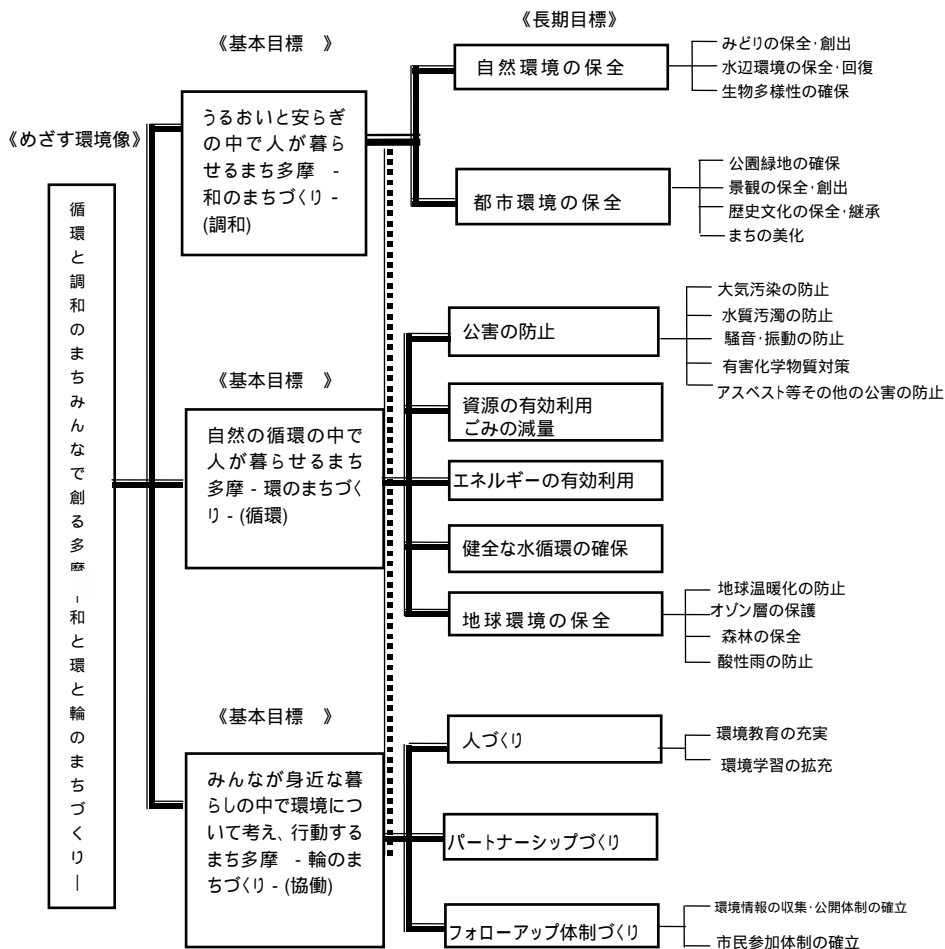 《めざす環境像》
循環と調和のまちみんなで創る多摩 -和と環と輪のまちづくり―
《基本目標　》
うるおいと安らぎ
の中で人が暮ら
せるまち多摩 -
和のまちづくり -
(調和)
《長期目標》
自然環境の保全
みどりの保全･創出
水辺環境の保全･回復
生物多様性の確保
都市環境の保全
公園緑地の確保
景観の保全･創出
歴史文化の保全･継承
まちの美化
《基本目標　》
自然の循環の中で
人が暮らせるまち
多摩 - 環のまちづく
り - (循環)
公害の防止
大気汚染の防止
水質汚濁の防止
騒音･振動の防止
有害化学物質対策
アスベスト等その他の公害の防止
資源の有効利用
ごみの減量
エネルギーの有効利用
健全な水循環の確保
地球環境の保全
地球温暖化の防止
オゾン層の保護
森林の保全
酸性雨の防止
《基本目標　》
みんなが身近な暮
らしの中で環境につ
いて考え、行動する
まち多摩 - 輪のま
ちづくり - (協働)
人づくり
環境教育の充実
環境学習の拡充
パートナーシップづくり
フォローアップ体制づくり
環境情報の収集･公開体制の確立
市民参加体制の確立